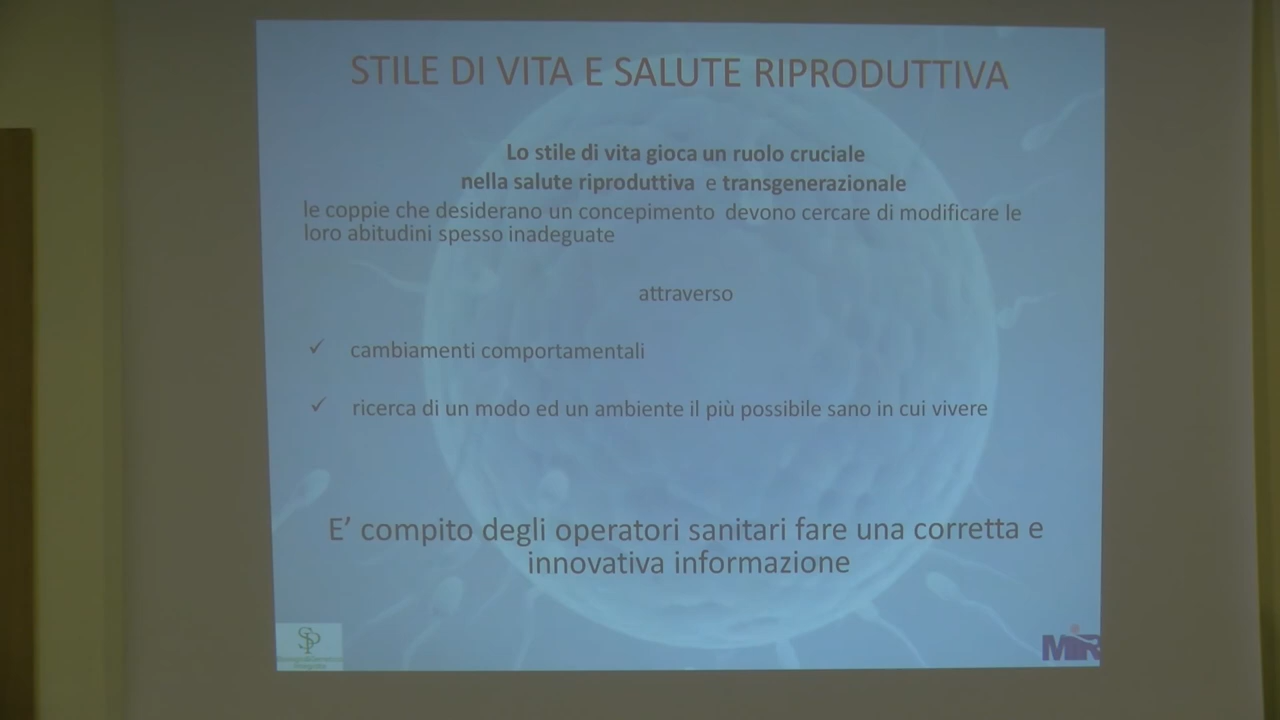 STILE DI VITA E SALUTE RIPRODUTTIVA
Lo stile di vita gioca un ruolo cruciale
nella salute riproduttiva e transgenerazionale
le coppie che desiderano un concepimento devono cercare di modificare le
loro abitudini spesso inadeguate
attraverso
✓ cambiamenti comportamentali
✓ ricerca di un modo ed un ambiente il più possibile sano in cui vivere
E' compito degli operatori sanitari fare una corretta e
innovativa informazione
MIR